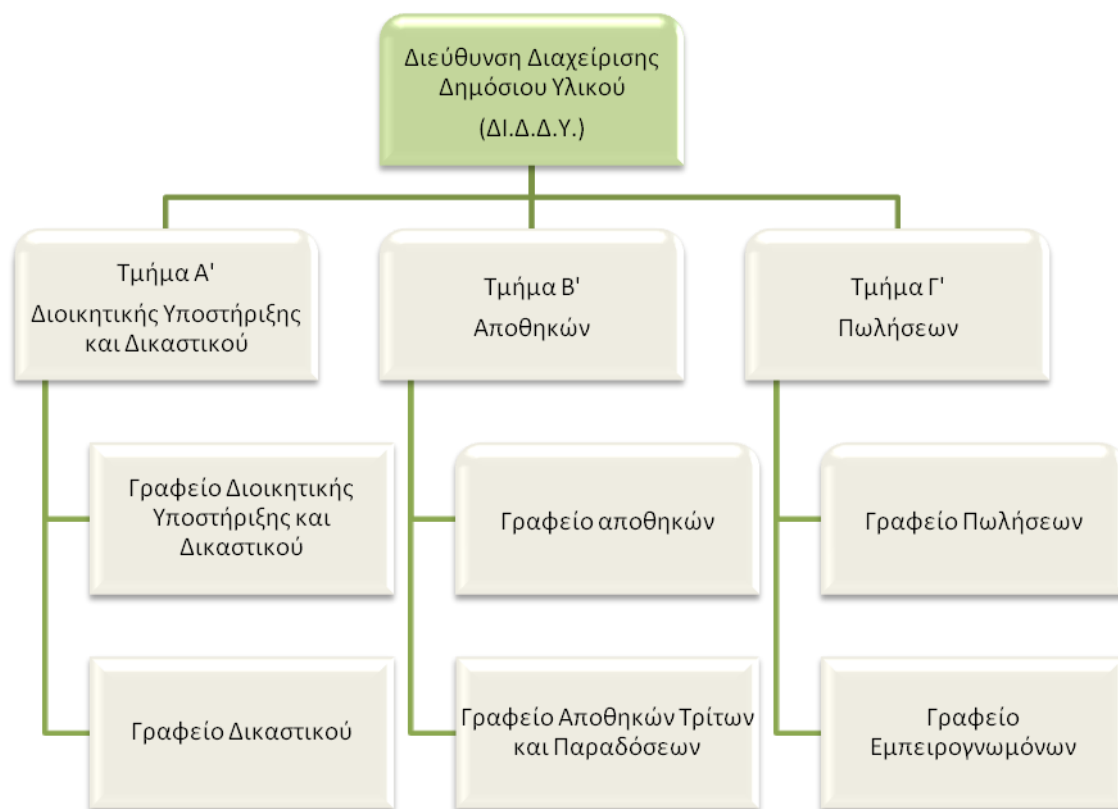 Διεύθυνση Διαχείρισης
Δημόσιου Υλικού
(ΔΙ.Δ.Δ.Υ.)
Τμήμα Α'
Διοικητικής Υποστήριξης
και Δικαστικού
Τμήμα Β'
Αποθηκών
Τμήμα Γ'
Πωλήσεων
Γραφείο Διοικητικής
Υποστήριξης και
Δικαστικού
Γραφείο αποθηκών
Γραφείο Πωλήσεων
Γραφείο Δικαστικού
Γραφείο Αποθηκών Τρίτων
και Παραδόσεων
Γραφείο
Εμπειρογνωμόνων